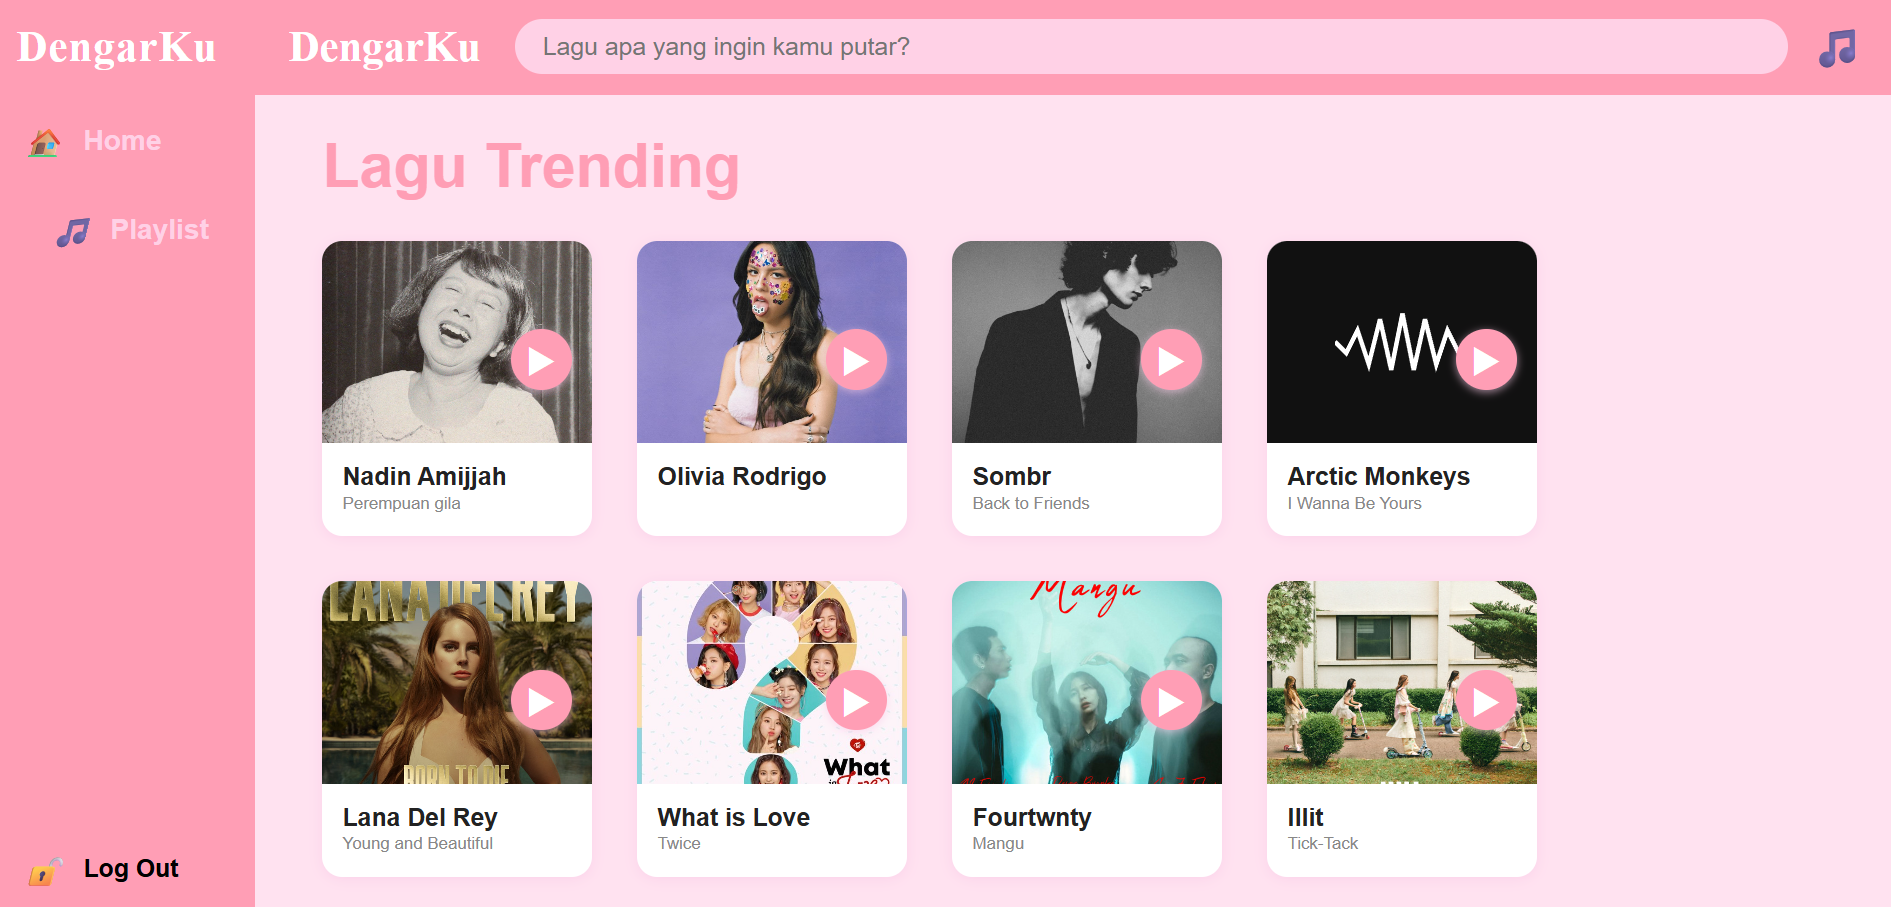 DengarKu
DengarKu
Lagu apa yang ingin kamu putar?
Home
Playlist
Log Out
Lagu Trending
Nadin Amijjah
Perempuan gila
Olivia Rodrigo
Sombr
Back to Friends
Arctic Monkeys
I Wanna Be Yours
LANA DEL REY
BORN TO DIE
Lana Del Rey
Young and Beautiful
What
is
What is Love
Twice
Mangu
Fourtwnty
Mangu
Illit
Tick-Tack